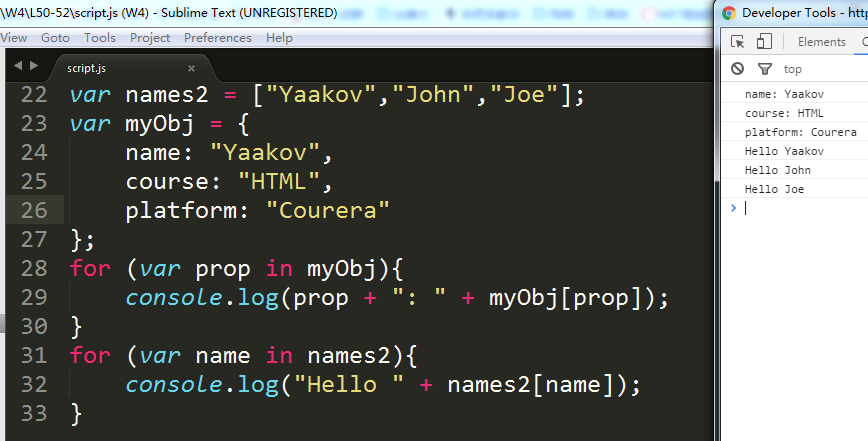 \W4\L50-52\script.js (W4) - Sublime Text (UNREGISTERED)
View Goto Tools Project Preferences Help
script.js ×
22 var names2 = ["Yaakov","John","Joe"];
23 var myObj = {
24 name: "Yaakov",
25 course: "HTML",
26 platform: "Courera"
27 };
28 for (var prop in myObj){
29 console.log(prop + ": " + myObj[prop]);
30 }
31 for (var name in names2){
32 console.log("Hello " + names2[name]);
33 }
Developer Tools - http
Elements
top
name: Yaakov
course: HTML
platform: Courera
Hello Yaakov
Hello John
Hello Joe
>